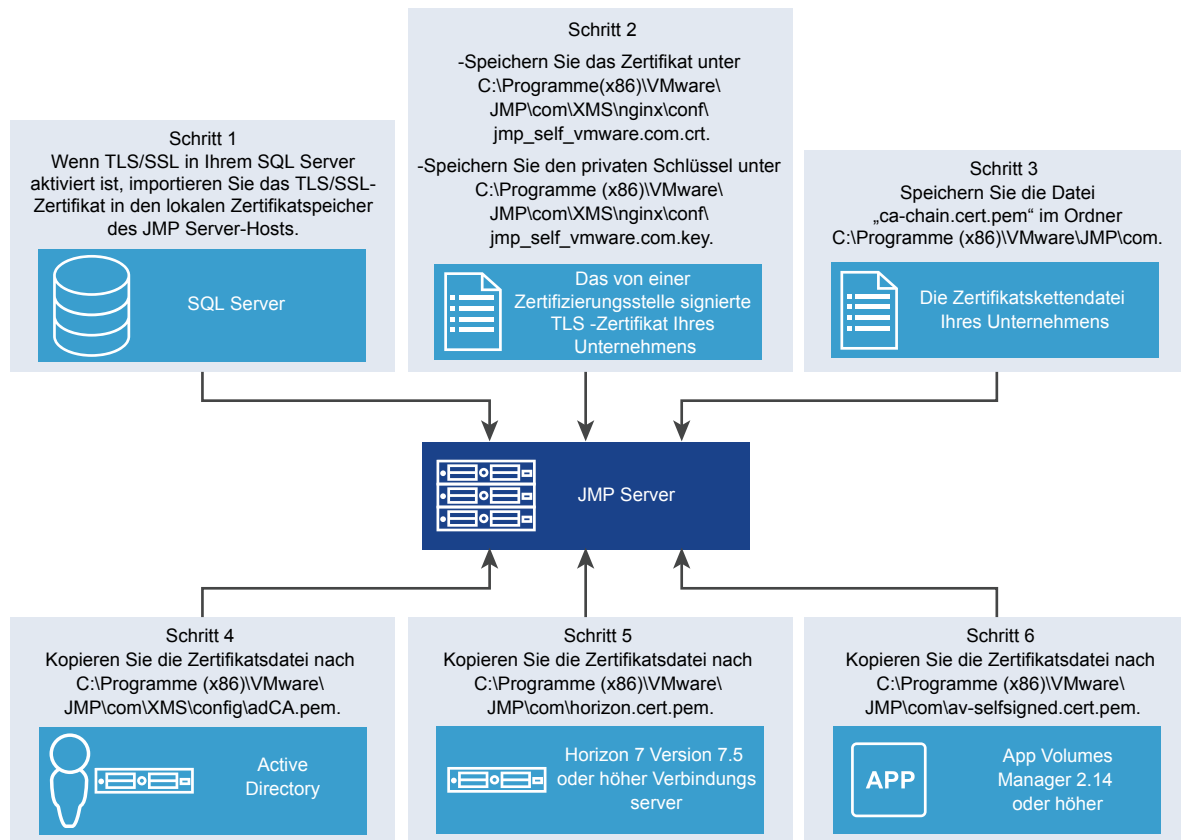 Schritt 1
Wenn TLS/SSL in Ihrem SQL Server
aktiviert ist, importieren Sie das TLS/SSL-
Zertifikat in den lokalen Zertifikatspeicher
des JMP Server-Hosts.
SQL Server
Schritt 2
-Speichern Sie das Zertifikat unter
C:\Programme(x86)\VMware\
JMP\com\XMS\nginx\conf\
jmp_self_vmware.com.crt.
-Speichern Sie den privaten Schlüssel unter
C:\Programme (x86)\VMware\
JMP\com\XMS\nginx\conf\
jmp_self_vmware.com.key.
Das von einer
Zertifizierungsstelle signierte
TLS -Zertifikat Ihres
Unternehmens
Schritt 3
Speichern Sie die Datei
„ca-chain.cert.pem“ im Ordner
C:\Programme (x86)\VMware\JMP\com.
Die Zertifikatskettendatei
Ihres Unternehmens
JMP Server
Schritt 4
Kopieren Sie die Zertifikatsdatei nach
C:\Programme (x86)\VMware\
JMP\com\XMS\config\adCA.pem.
Active
Directory
Schritt 5
Kopieren Sie die Zertifikatsdatei nach
C:\Programme (x86)\VMware\
JMP\com\horizon.cert.pem.
Horizon 7 Version 7.5
oder höher Verbindungs
server
Schritt 6
Kopieren Sie die Zertifikatsdatei nach
C:\Programme (x86)\VMware\
JMP\com\av-selfsigned.cert.pem.
APP
App Volumes
Manager 2.14
oder höher